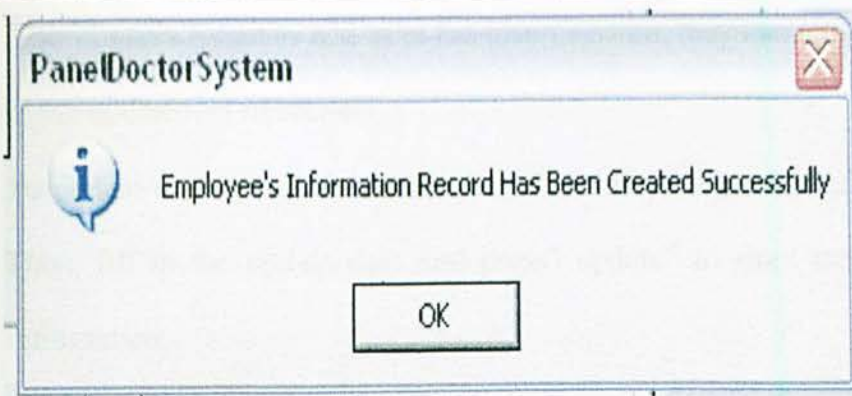 PanelDoctorSystem
Employee's Information Record Has Been Created Successfully
OK